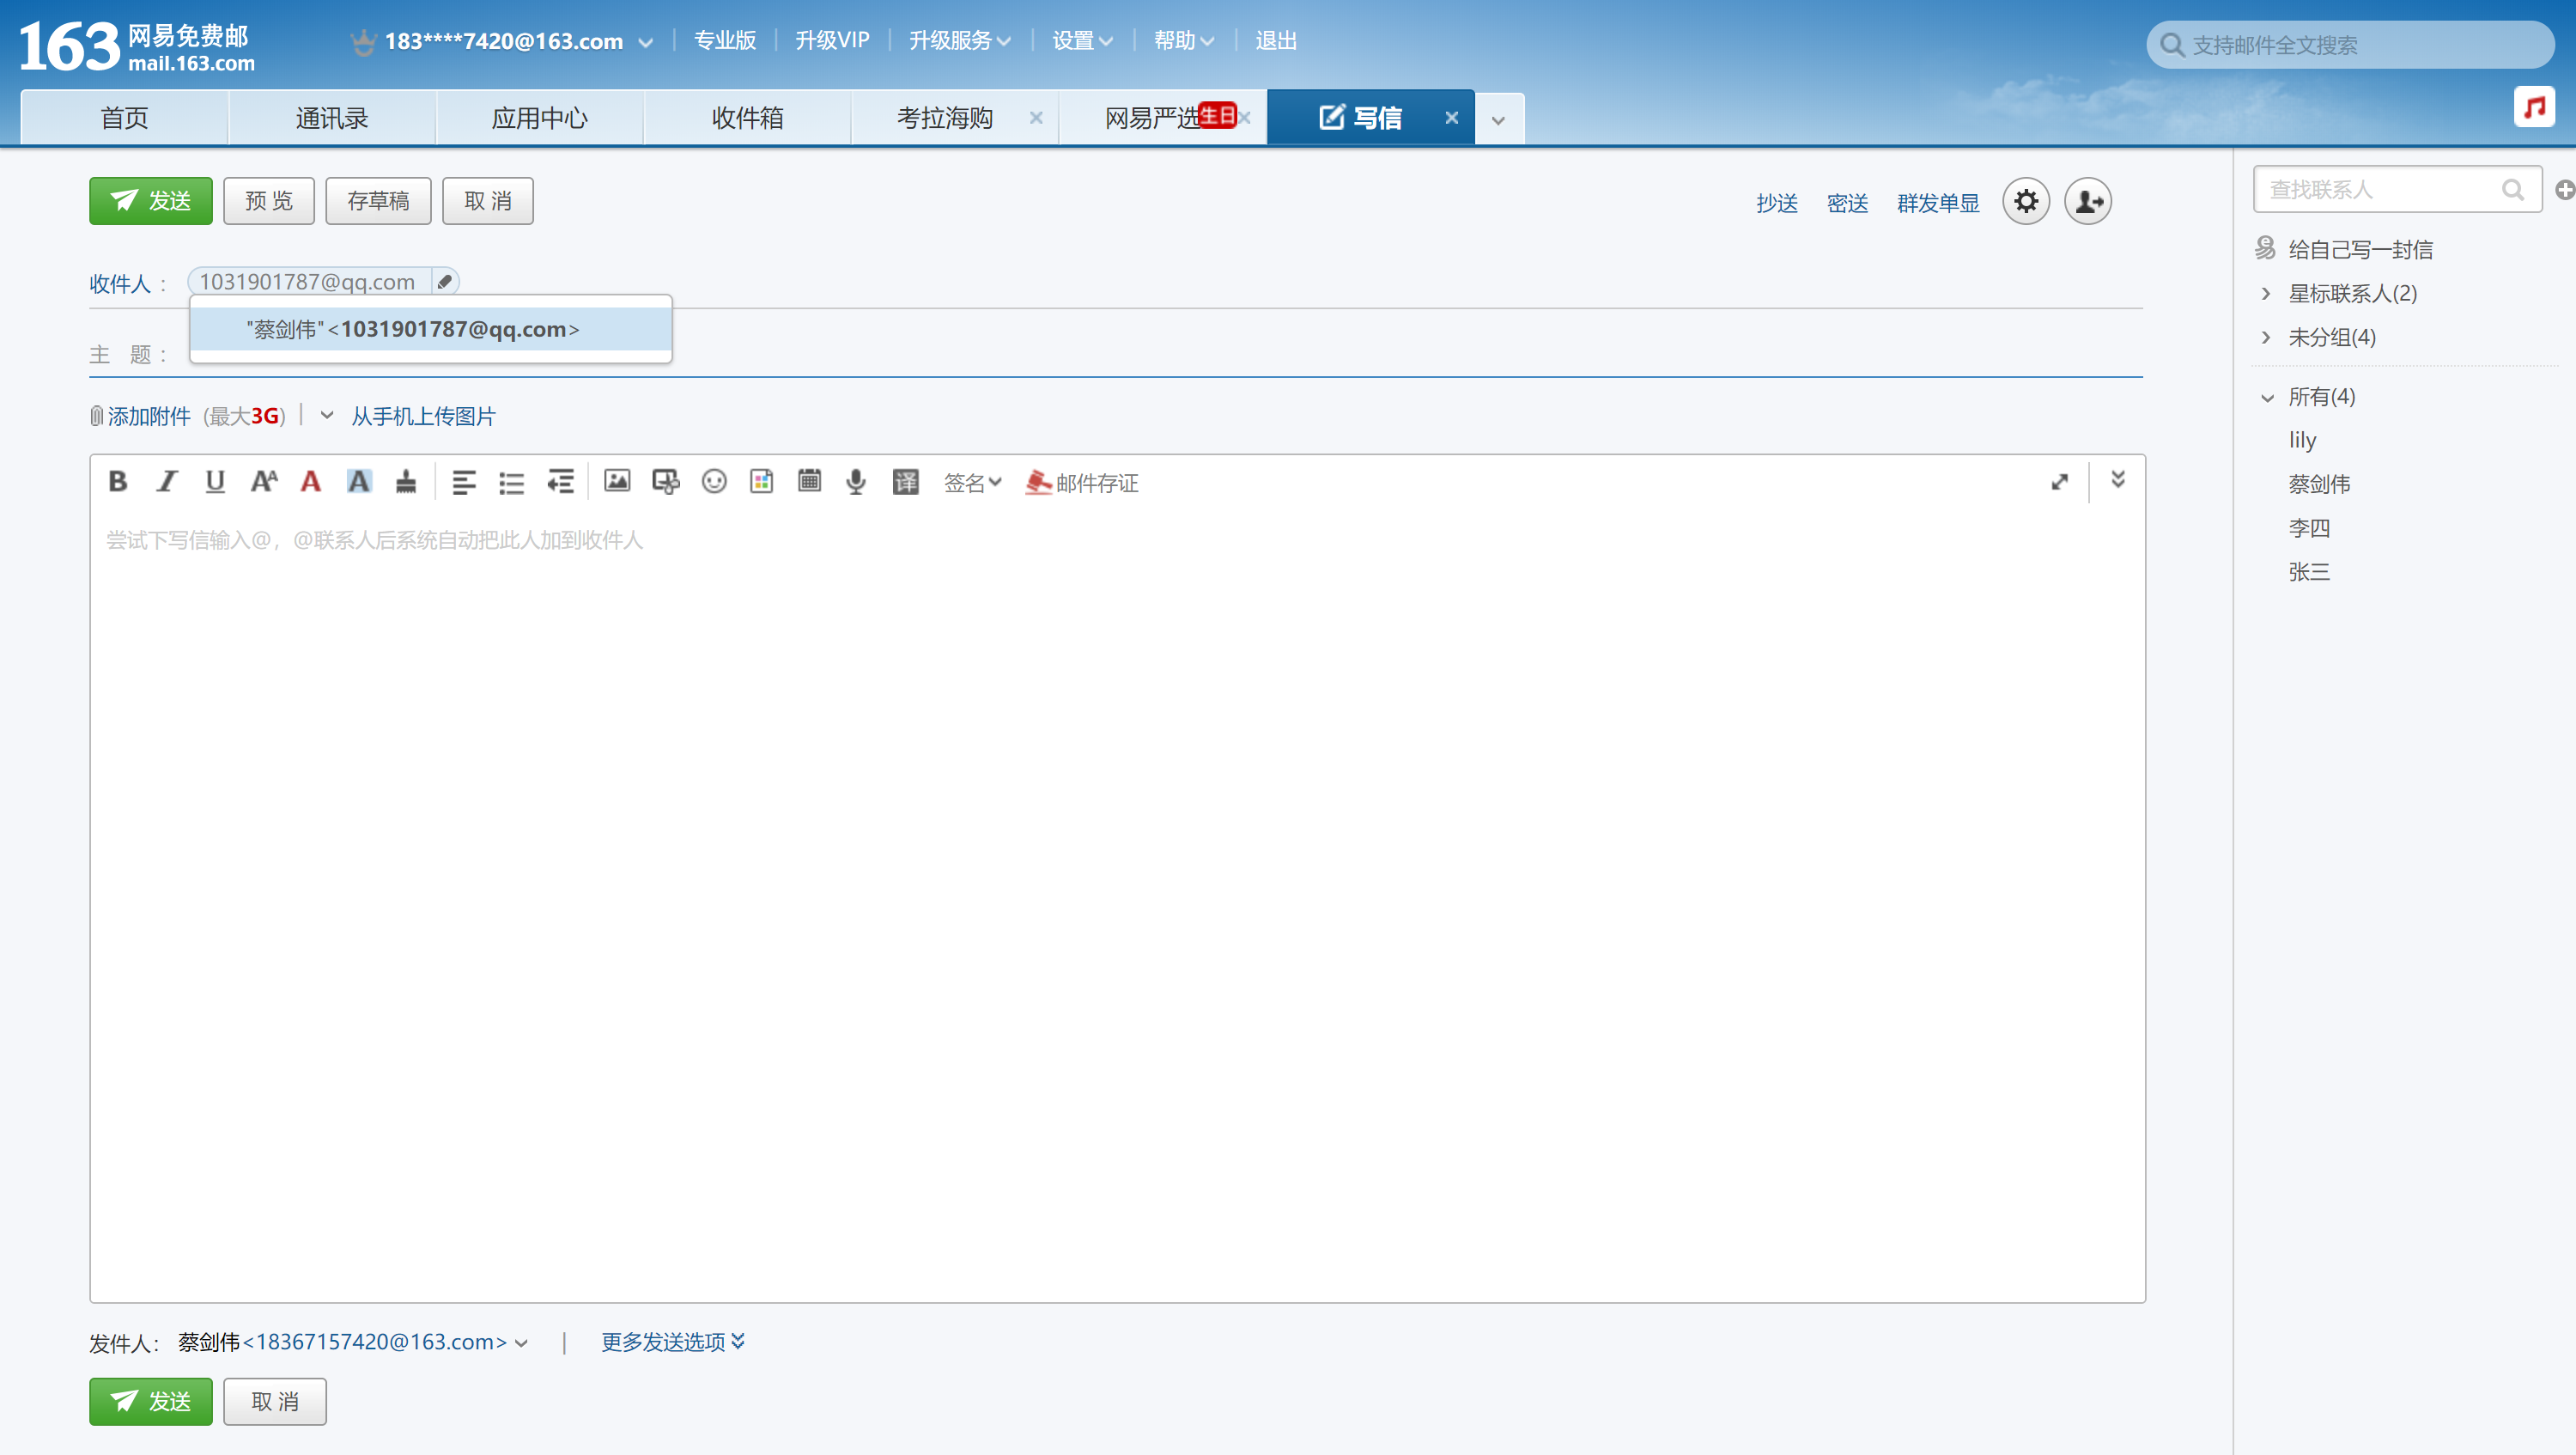 163 网易免费邮
mail.163.com
183****7420@163.com
专业版
升级VIP
升级服务
设置
帮助
退出
支持邮件全文搜索
首页
通讯录
应用中心
收件箱
考拉海购
网易严选
生日
写信
发送
预 览
存草稿
取 消
抄送
密送
群发单显
收件人：
1031901787@qq.com
"蔡剑伟"<1031901787@qq.com>
主 题：
添加附件 (最大3G)
从手机上传图片
B I U AA A A
译
签名
邮件存证
尝试下写信输入@，@联系人后系统自动把此人加到收件人
发件人： 蔡剑伟<18367157420@163.com>
更多发送选项
发送
取 消
查找联系人
给自己写一封信
星标联系人(2)
未分组(4)
所有(4)
lily
蔡剑伟
李四
张三